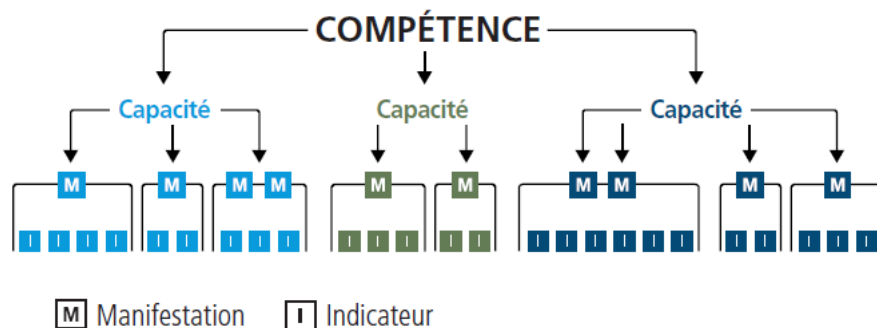 COMPÉTENCE
Capacité Capacité Capacité
M M M M M M M M M M
I I I I I I I I I I I I I I I I I I I I I I I I I
M Manifestation I Indicateur